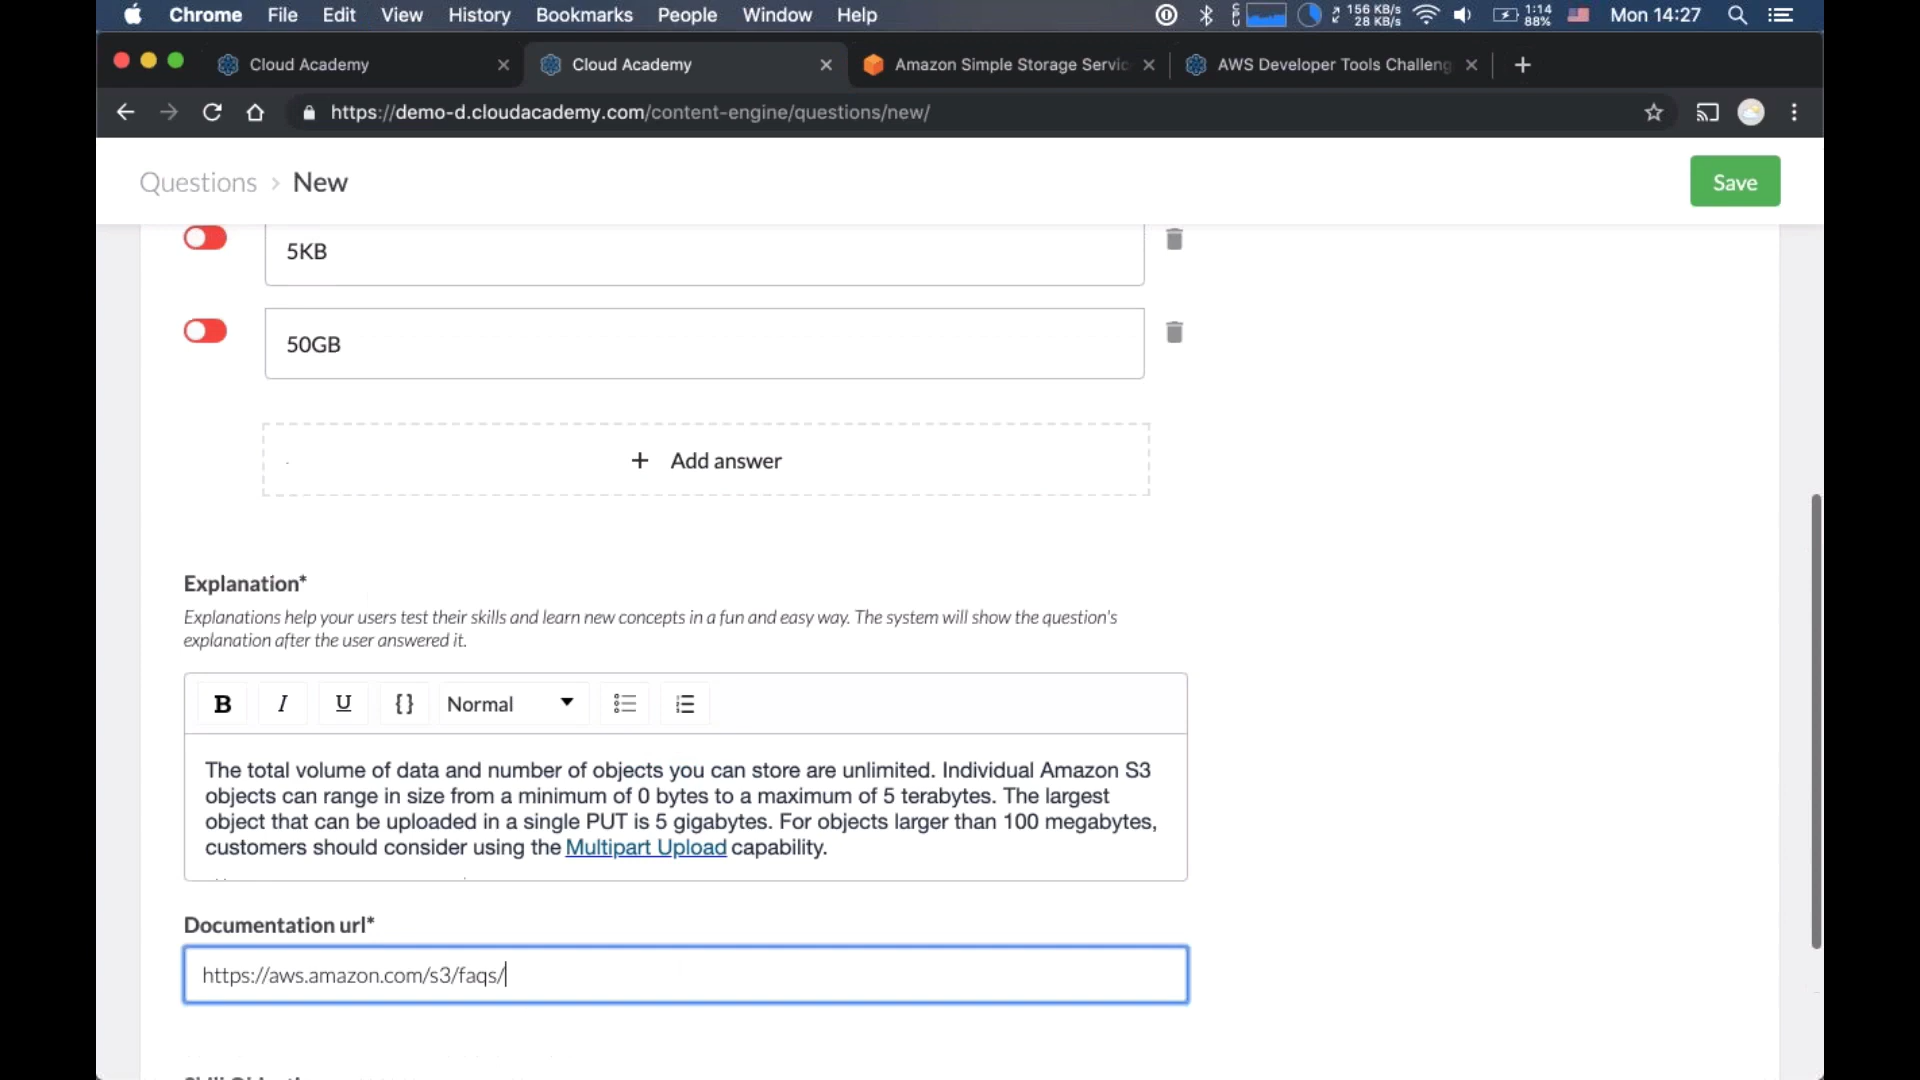 Chrome File Edit View History Bookmarks People Window Help 156 KB/s 28 KB/s 1:14 88% Mon 14:27
Cloud Academy Cloud Academy Amazon Simple Storage Servic AWS Developer Tools Challeng
https://demo-d.cloudacademy.com/content-engine/questions/new/
Questions > New Save
5KB
50GB
+ Add answer
Explanation*
Explanations help your users test their skills and learn new concepts in a fun and easy way. The system will show the question's
explanation after the user answered it.
B I U {} Normal
The total volume of data and number of objects you can store are unlimited. Individual Amazon S3
objects can range in size from a minimum of 0 bytes to a maximum of 5 terabytes. The largest
object that can be uploaded in a single PUT is 5 gigabytes. For objects larger than 100 megabytes,
customers should consider using the Multipart Upload capability.
Documentation url*
https://aws.amazon.com/s3/faqs/